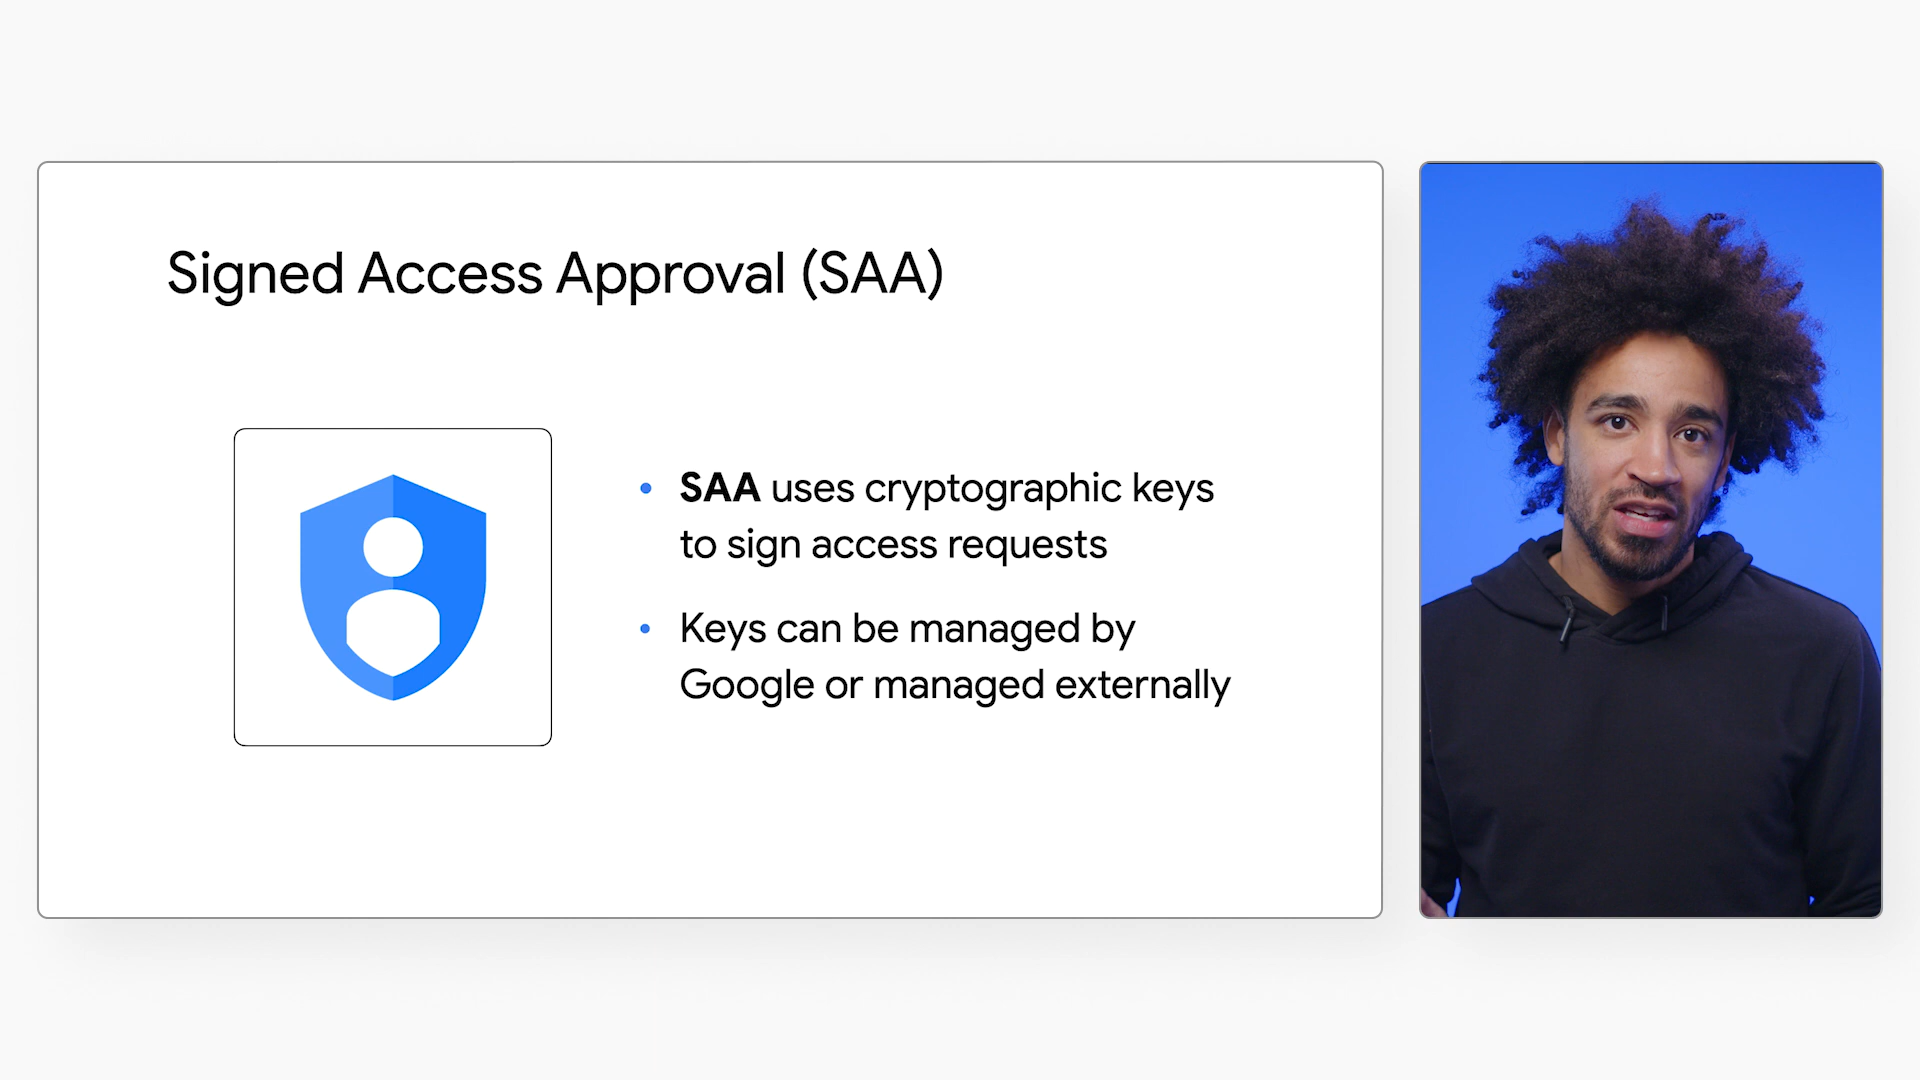 Signed Access Approval (SAA)
• SAA uses cryptographic keys
to sign access requests
• Keys can be managed by
Google or managed externally